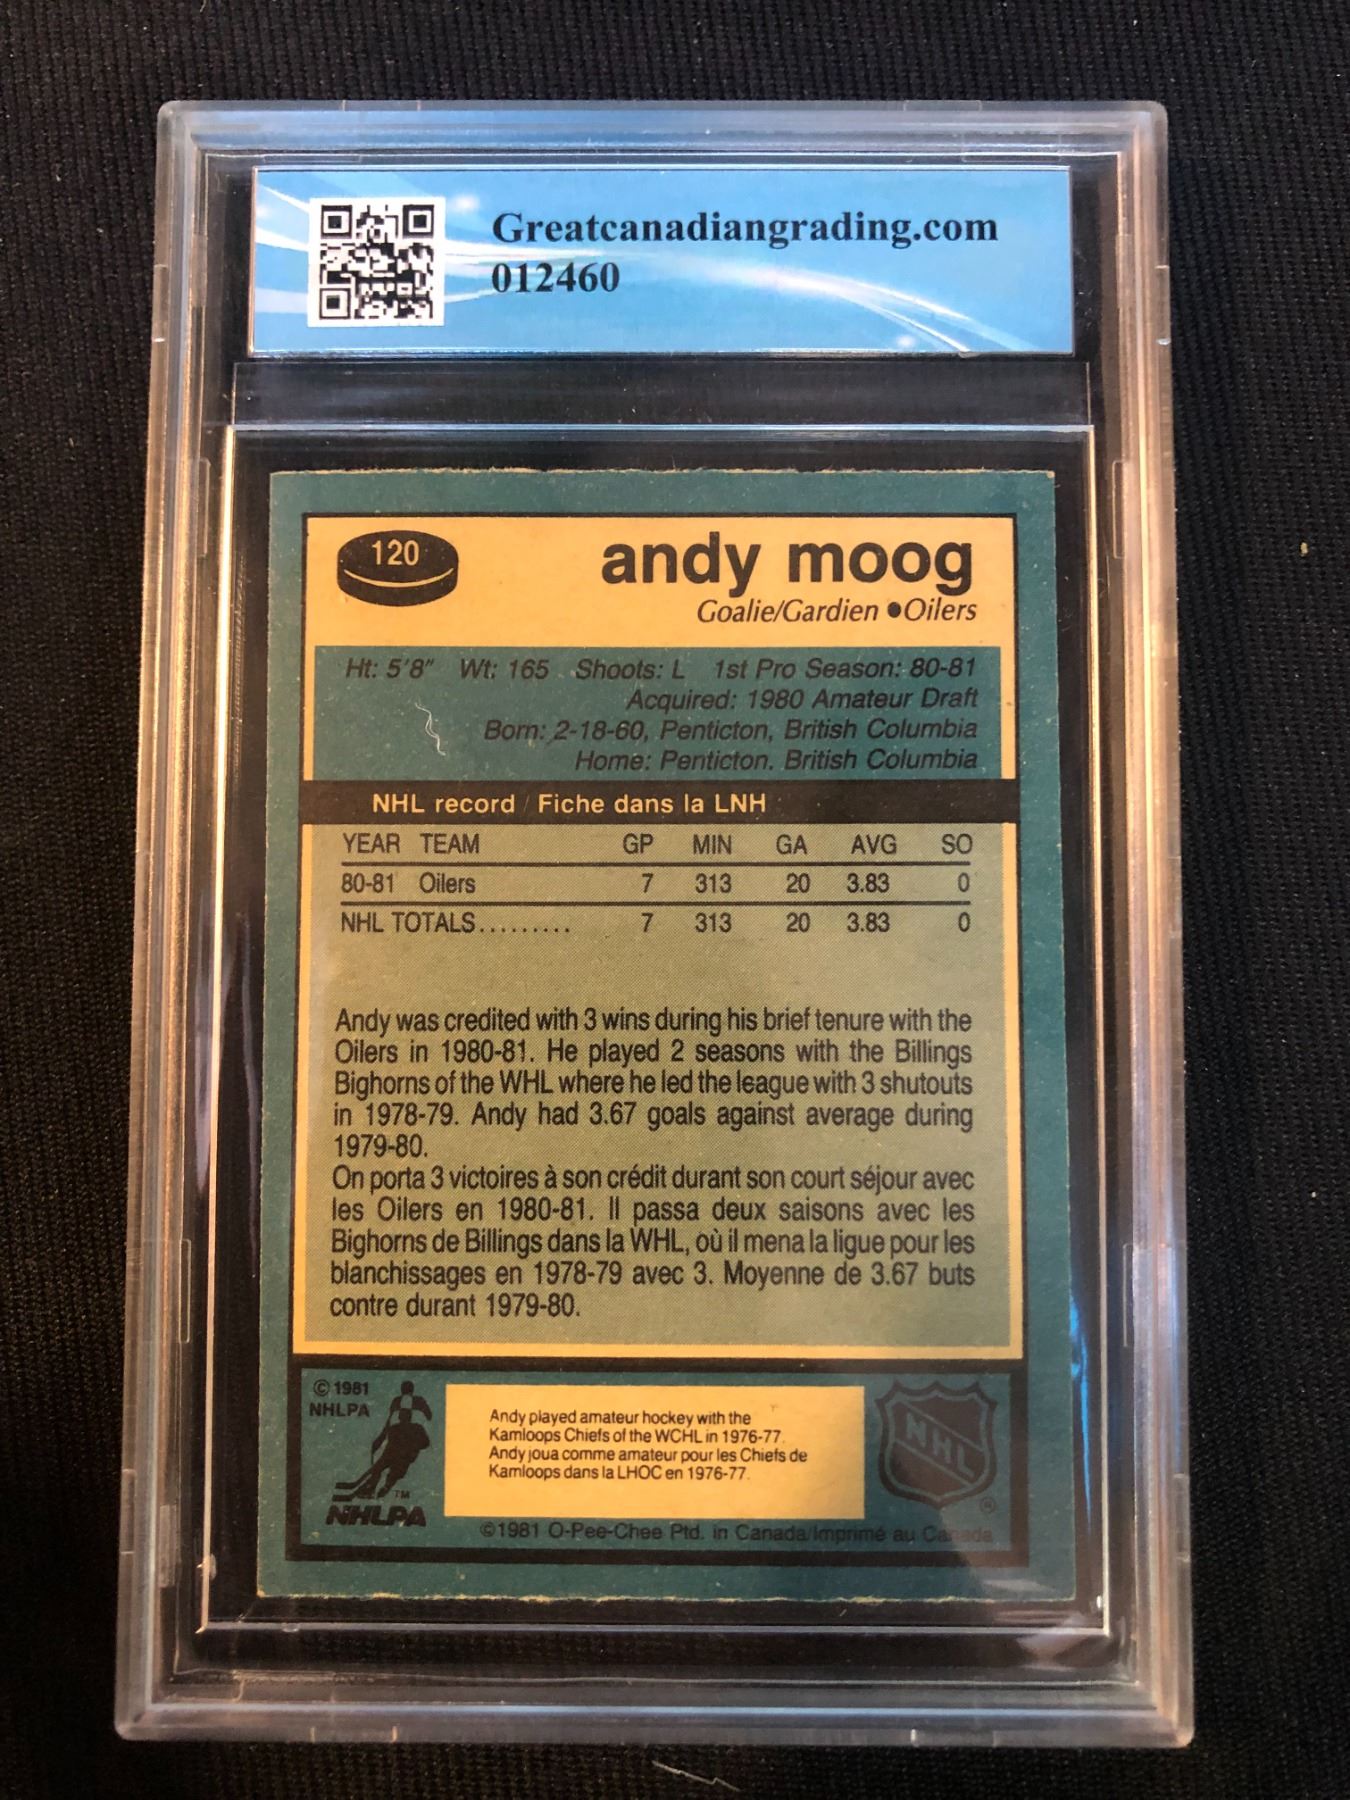 Greatcanadiangrading.com
012460
120
andy moog
Goalie/Gardien ●Oilers
Ht: 5'8" Wt: 165 Shoots: L 1st Pro Season: 80-81
Acquired: 1980 Amateur Draft
Born: 2-18-60, Penticton, British Columbia
Home: Penticton. British Columbia
NHL record / Fiche dans la LNH
YEAR TEAM GP MIN GA AVG SO
80-81 Oilers 7 313 20 3.83 0
NHL TOTALS......... 7 313 20 3.83 0
Andy was credited with 3 wins during his brief tenure with the
Oilers in 1980-81. He played 2 seasons with the Billings
Bighorns of the WHL where he led the league with 3 shutouts
in 1978-79. Andy had 3.67 goals against average during
1979-80.
On porta 3 victoires à son crédit durant son court séjour avec
les Oilers en 1980-81. Il passa deux saisons avec les
Bighorns de Billings dans la WHL, où il mena la ligue pour les
blanchissages en 1978-79 avec 3. Moyenne de 3.67 buts
contre durant 1979-80.
© 1981
NHLPA
TM
NHLPA
Andy played amateur hockey with the
Kamloops Chiefs of the WCHL in 1976-77.
Andy joua comme amateur pour les Chiefs de
Kamloops dans la LHOC en 1976-77.
NHL
®
©1981 O-Pee-Chee Ptd. in Canada/Imprimé au Canada